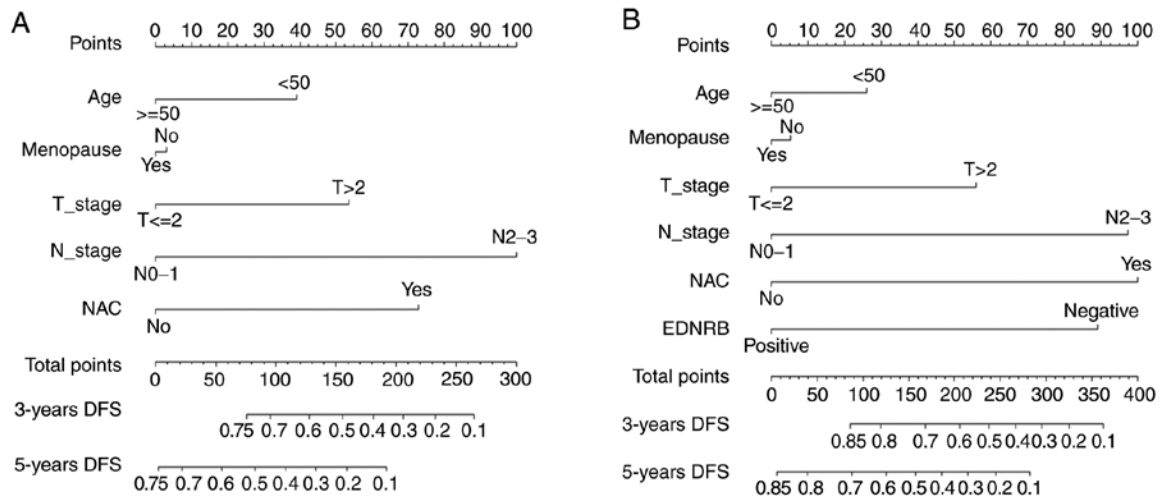 A
Points 0 10 20 30 40 50 60 70 80 90 100
<50
Age
>=50
No
Menopause
Yes
T>2
T_stage
T<=2
N2–3
N_stage
N0–1
Yes
NAC
No
Total points
0 50 100 150 200 250 300
3-years DFS
0.75 0.7 0.6 0.5 0.4 0.3 0.2 0.1
5-years DFS
0.75 0.7 0.6 0.5 0.4 0.3 0.2 0.1
B
Points 0 10 20 30 40 50 60 70 80 90 100
<50
Age
>=50
No
Menopause
Yes
T>2
T_stage
T<=2
N2–3
N_stage
N0–1
Yes
NAC
No
Negative
EDNRB
Positive
Total points
0 50 100 150 200 250 300 350 400
3-years DFS
0.85 0.8 0.7 0.6 0.5 0.4 0.3 0.2 0.1
5-years DFS
0.85 0.8 0.7 0.6 0.5 0.4 0.3 0.2 0.1